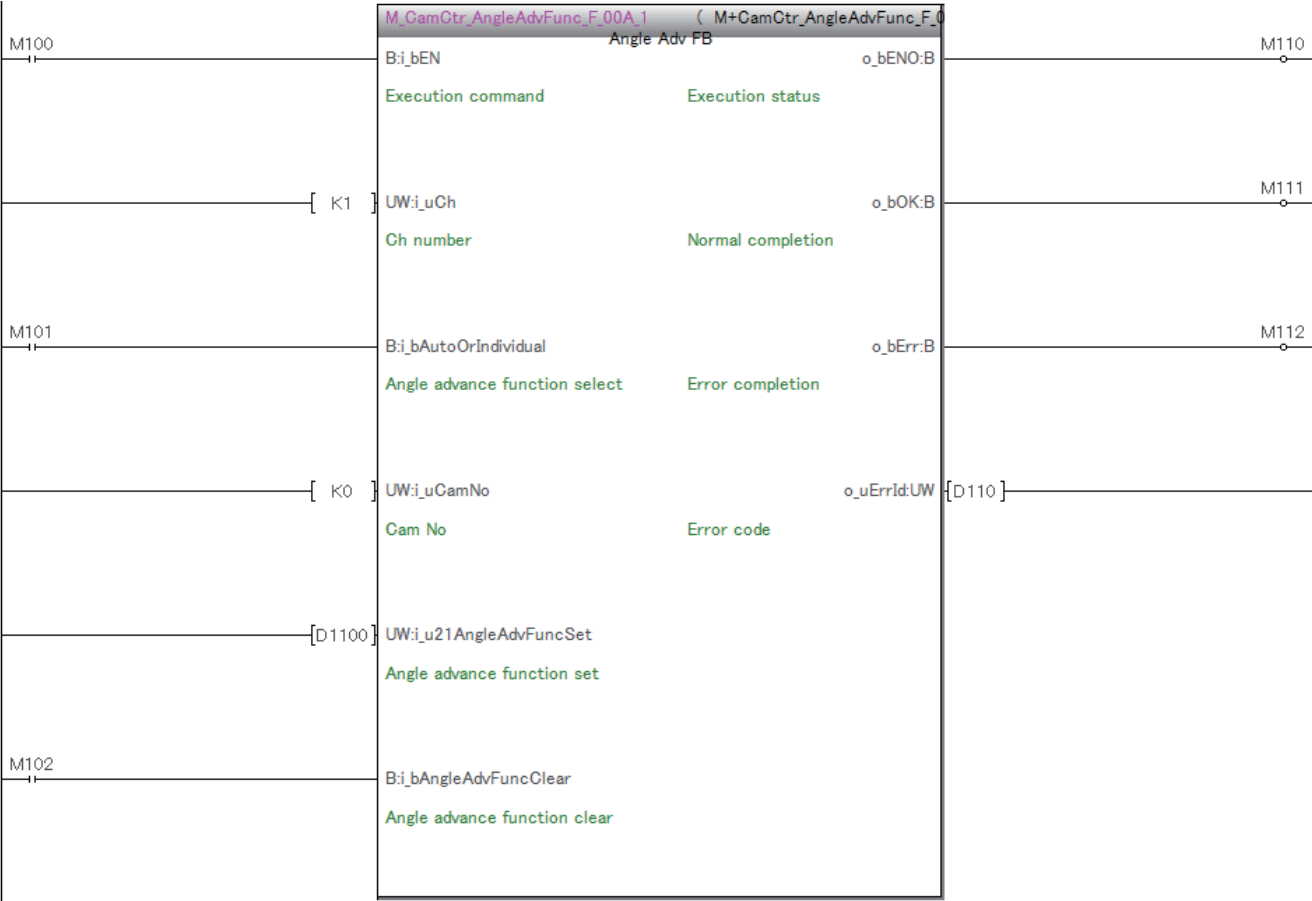 M_CamCtr_AngleAdvFunc_F_00A_1 ( M+CamCtr_AngleAdvFunc_F_0
Angle Adv FB
M100 B:i_bEN o_bENO:B M110
Execution command Execution status
[ K1 ] UW:i_uCh o_bOK:B M111
Ch number Normal completion
M101 B:i_bAutoOrIndividual o_bErr:B M112
Angle advance function select Error completion
[ K0 ] UW:i_uCamNo o_uErrId:UW [D110]
Cam No Error code
[D1100] UW:i_u21AngleAdvFuncSet
Angle advance function set
M102 B:i_bAngleAdvFuncClear
Angle advance function clear